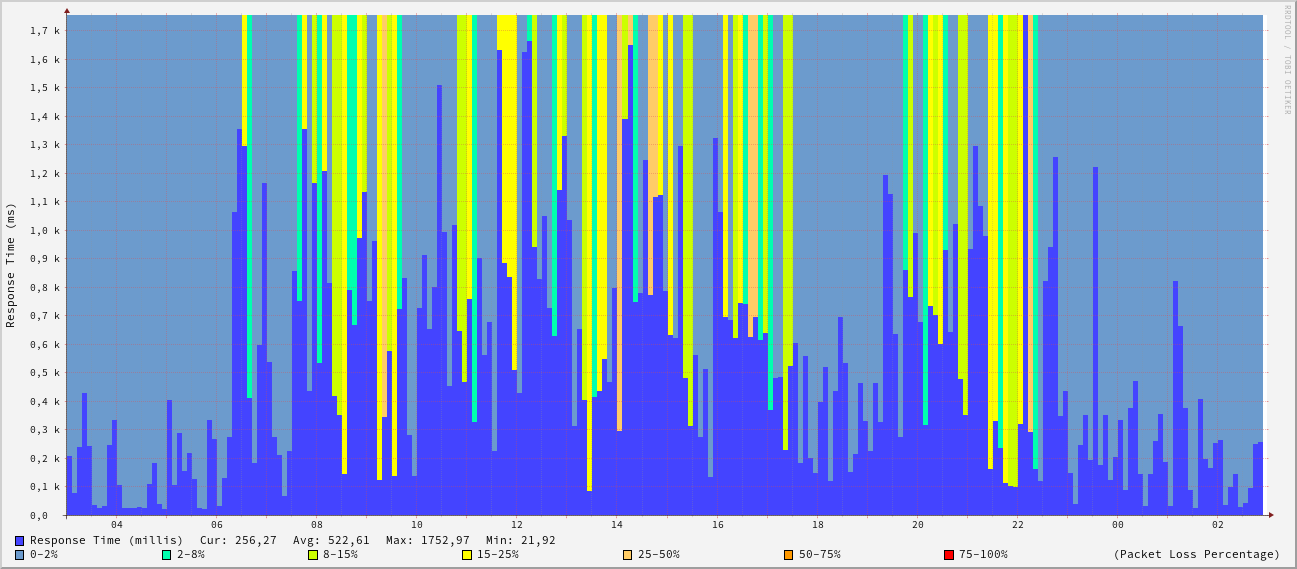 RRDTOOL / TOBI OETIKER
Response Time (ms)
1,7 k
1,6 k
1,5 k
1,4 k
1,3 k
1,2 k
1,1 k
1,0 k
0,9 k
0,8 k
0,7 k
0,6 k
0,5 k
0,4 k
0,3 k
0,2 k
0,1 k
0,0
04 06 08 10 12 14 16 18 20 22 00 02
Response Time (millis) Cur: 256,27 Avg: 522,61 Max: 1752,97 Min: 21,92
0-2% 2-8% 8-15% 15-25% 25-50% 50-75% 75-100% (Packet Loss Percentage)